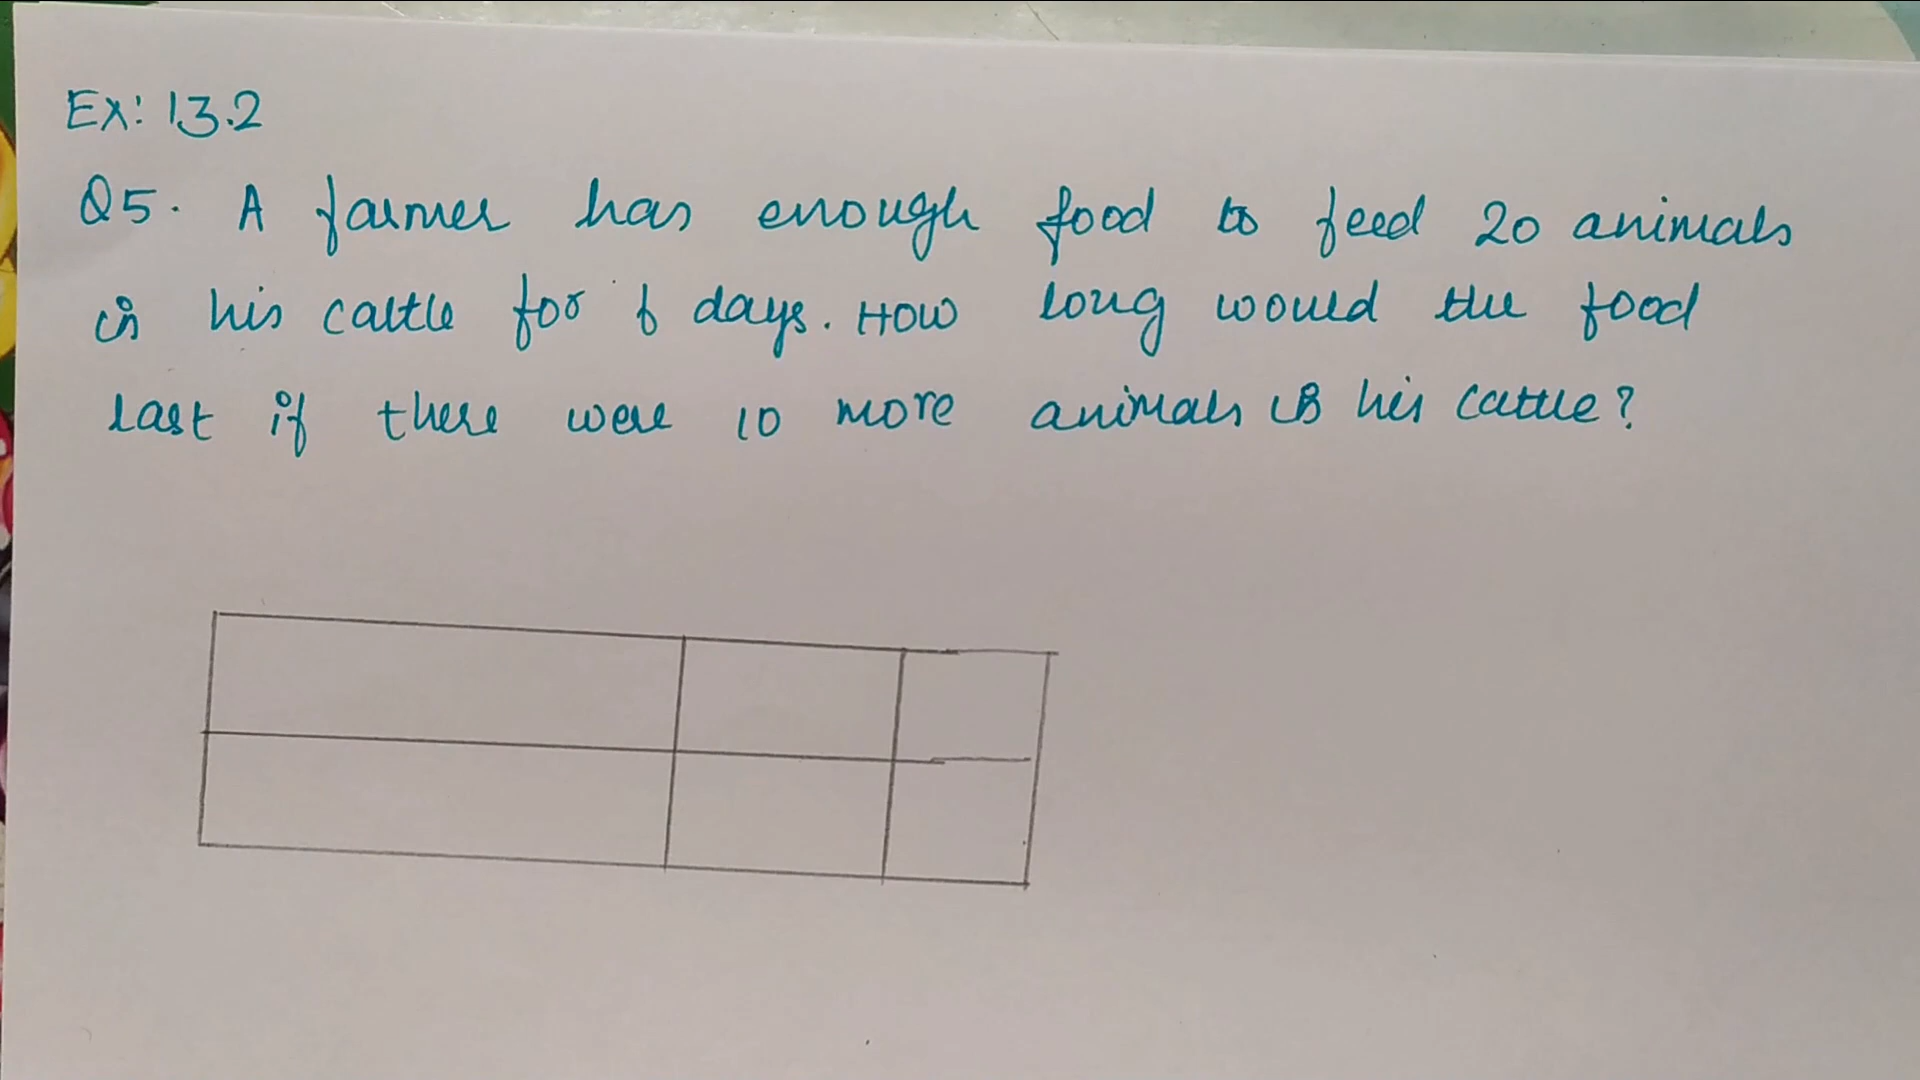 Ex: 13.2
Q5. A farmer has enough food to feed 20 animals
in his cattle for 6 days. How long would the food
last if there were 10 more animals in his cattle?